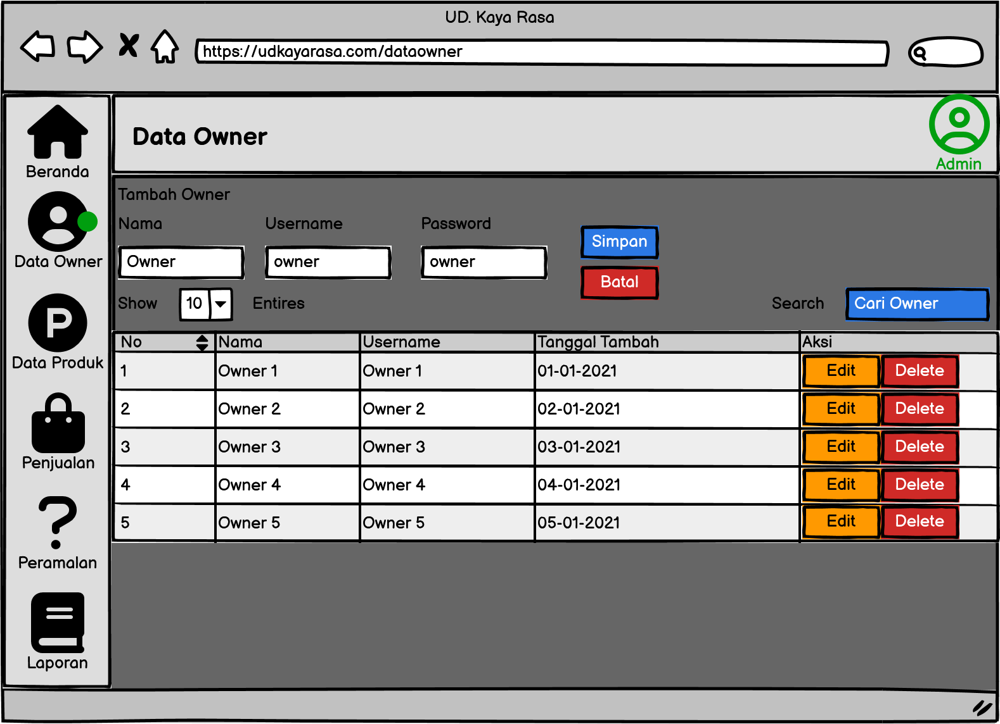 UD. Kaya Rasa
https://udkayarasa.com/dataowner
Data Owner
Admin
Beranda
Data Owner
Data Produk
Penjualan
Peramalan
Laporan
Tambah Owner
Nama Username Password
Owner owner owner
Simpan
Batal
Show 10 Entires Search Cari Owner
No Nama Username Tanggal Tambah Aksi
1 Owner 1 Owner 1 01-01-2021 Edit Delete
2 Owner 2 Owner 2 02-01-2021 Edit Delete
3 Owner 3 Owner 3 03-01-2021 Edit Delete
4 Owner 4 Owner 4 04-01-2021 Edit Delete
5 Owner 5 Owner 5 05-01-2021 Edit Delete